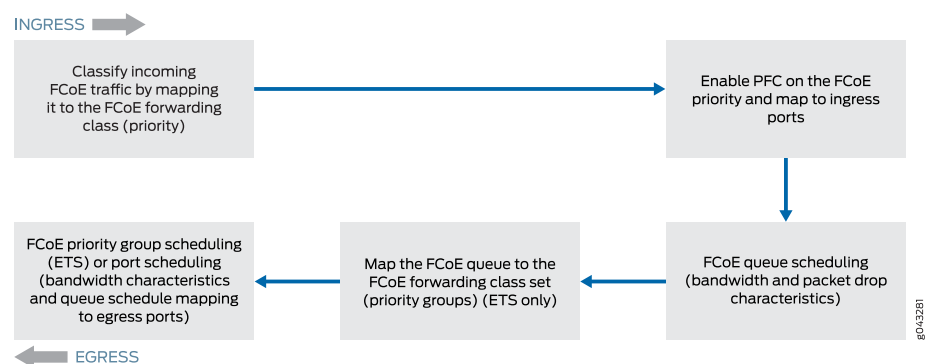 INGRESS
Classify incoming
FCoE traffic by mapping
it to the FCoE forwarding
class (priority)
Enable PFC on the FCoE
priority and map to ingress
ports
FCoE queue scheduling
(bandwidth and packet drop
characteristics)
Map the FCoE queue to the
FCoE forwarding class set
(priority groups) (ETS only)
FCoE priority group scheduling
(ETS) or port scheduling
(bandwidth characteristics
and queue schedule mapping
to egress ports)
EGRESS
g043281